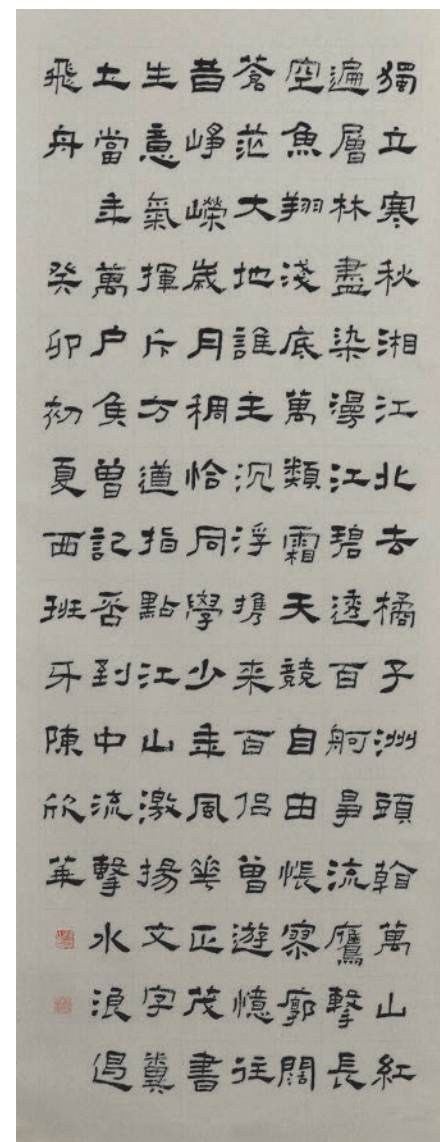 獨立寒秋湘江北去橘子洲頭翰萬山紅
遍層林盡染漫江碧透百舸爭流鷹擊長
空魚翔淺底萬類霜天競自由悵寥廓闊
蒼茫大地誰主沉浮携来百侶曾遊憶往
昔崢嶸歲月稠恰同學少年風華正茂書
生意氣揮斥方遒指點江山激揚文字糞
土當年萬户侯曾記否到中流擊水浪遏
飛舟 癸卯初夏西班牙陳欣華